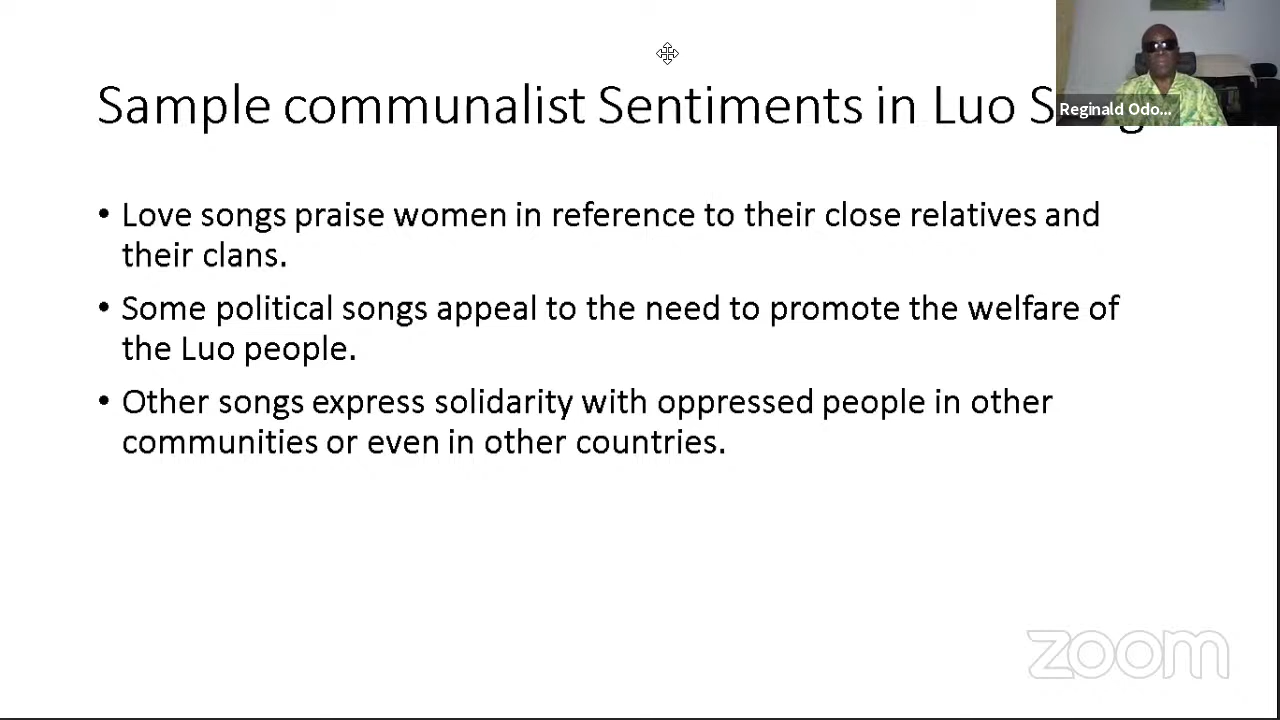 Sample communalist Sentiments in Luo
Reginald Odo...
• Love songs praise women in reference to their close relatives and
their clans.
• Some political songs appeal to the need to promote the welfare of
the Luo people.
• Other songs express solidarity with oppressed people in other
communities or even in other countries.
zoom